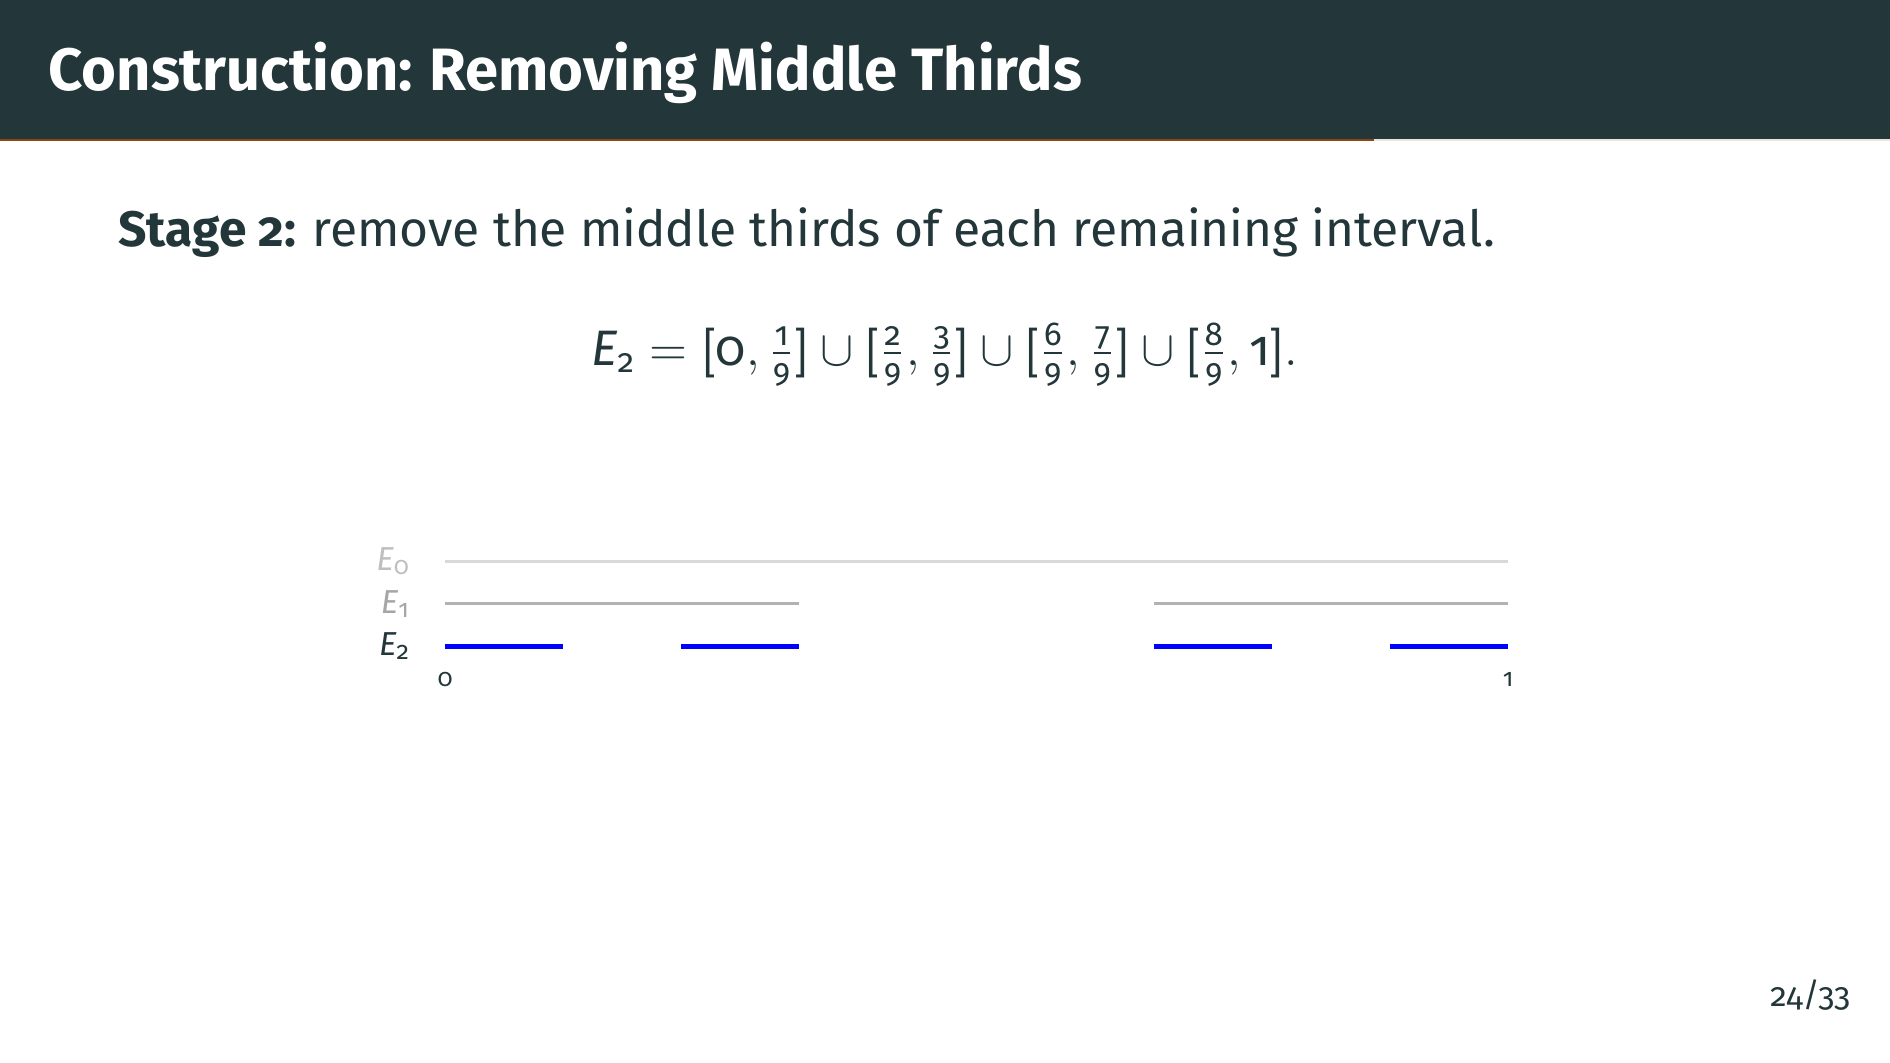 Construction: Removing Middle Thirds
Stage 2: remove the middle thirds of each remaining interval.
E₂ = [0, 1/9] ∪ [2/9, 3/9] ∪ [6/9, 7/9] ∪ [8/9, 1].
E₀
E₁
E₂
0 1
24/33